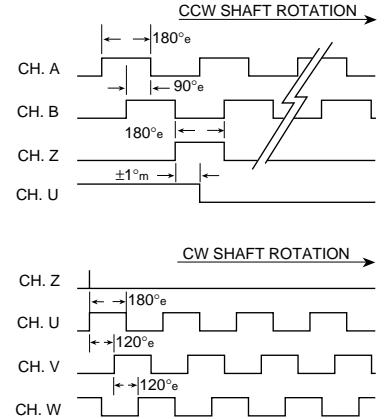 CCW SHAFT ROTATION
180°e
CH. A
90°e
CH. B
180°e
CH. Z
±1°m
CH. U
CW SHAFT ROTATION
CH. Z
180°e
CH. U
120°e
CH. V
120°e
CH. W